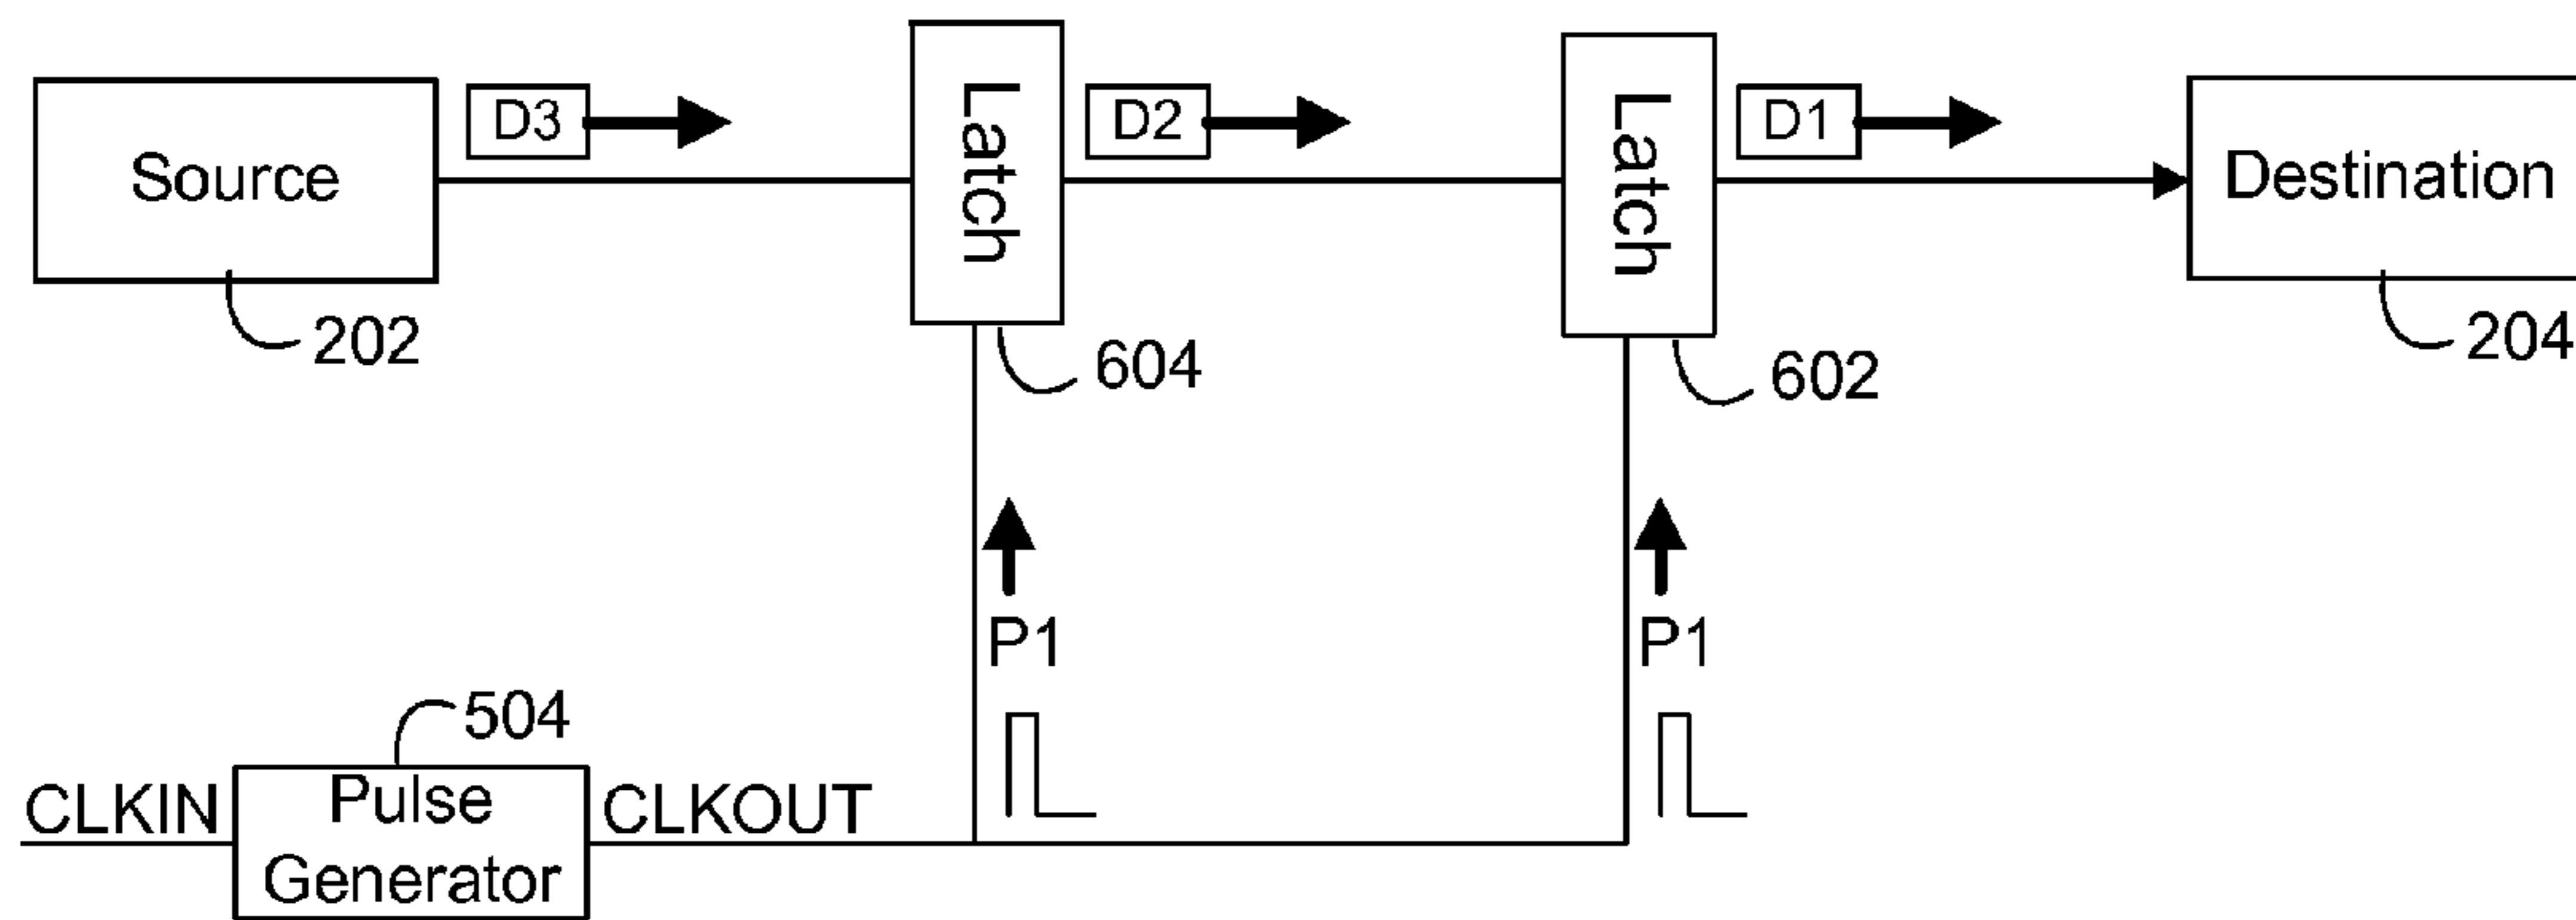 D3
D2
D1
Source
Latch
Latch
Destination
202
604
602
204
P1
P1
504
CLKIN
Pulse
Generator
CLKOUT